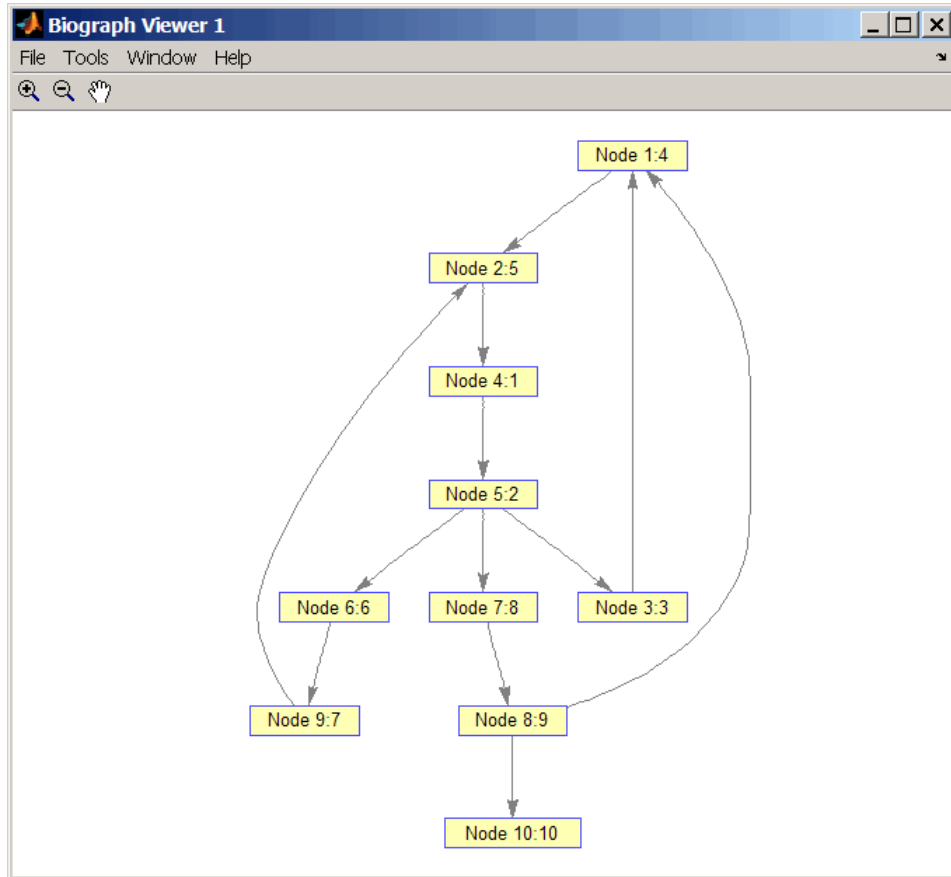 Biograph Viewer 1
File Tools Window Help
Node 1:4
Node 2:5
Node 4:1
Node 5:2
Node 6:6 Node 7:8 Node 3:3
Node 9:7 Node 8:9
Node 10:10